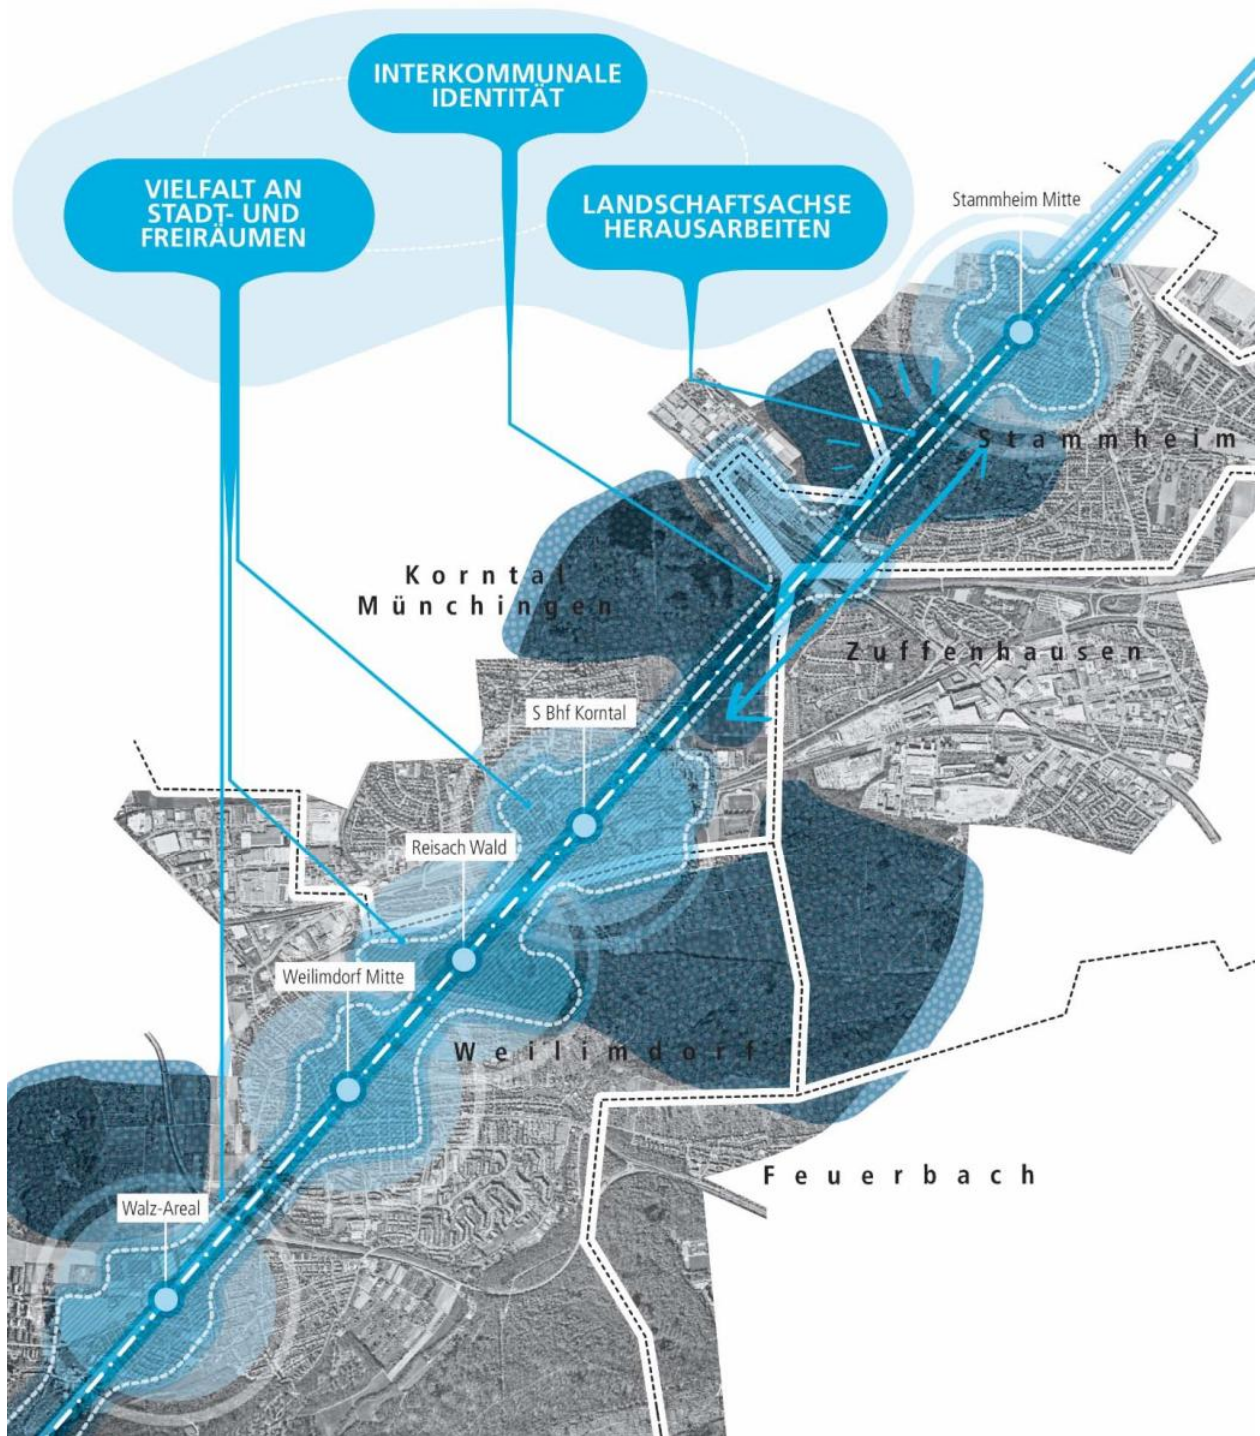 INTERKOMMUNALE
IDENTITÄT
VIELFALT AN
STADT- UND
FREIRÄUMEN
LANDSCHAFTSACHSE
HERAUSARBEITEN
Stammheim Mitte
Stammheim
Korntal
Münchingen
Zuffenhausen
S Bhf Korntal
Reisach Wald
Weilimdorf Mitte
Weilimdorf
Feuerbach
Walz-Areal